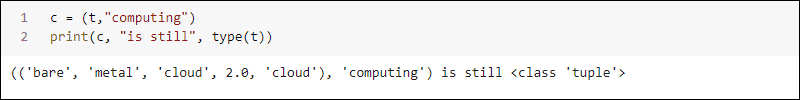 1 c = (t,"computing")
2 print(c, "is still", type(t))
(('bare', 'metal', 'cloud', 2.0, 'cloud'), 'computing') is still <class 'tuple'>